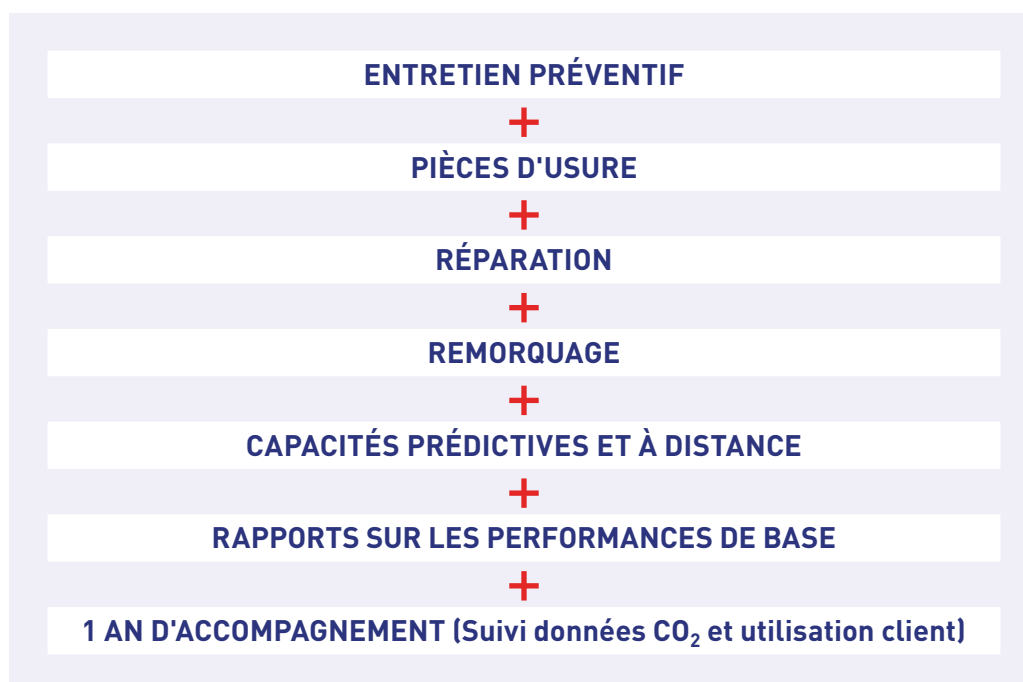 ENTRETIEN PRÉVENTIF
+
PIÈCES D'USURE
+
RÉPARATION
+
REMORQUAGE
+
CAPACITÉS PRÉDICTIVES ET À DISTANCE
+
RAPPORTS SUR LES PERFORMANCES DE BASE
+
1 AN D'ACCOMPAGNEMENT (Suivi données CO₂ et utilisation client)